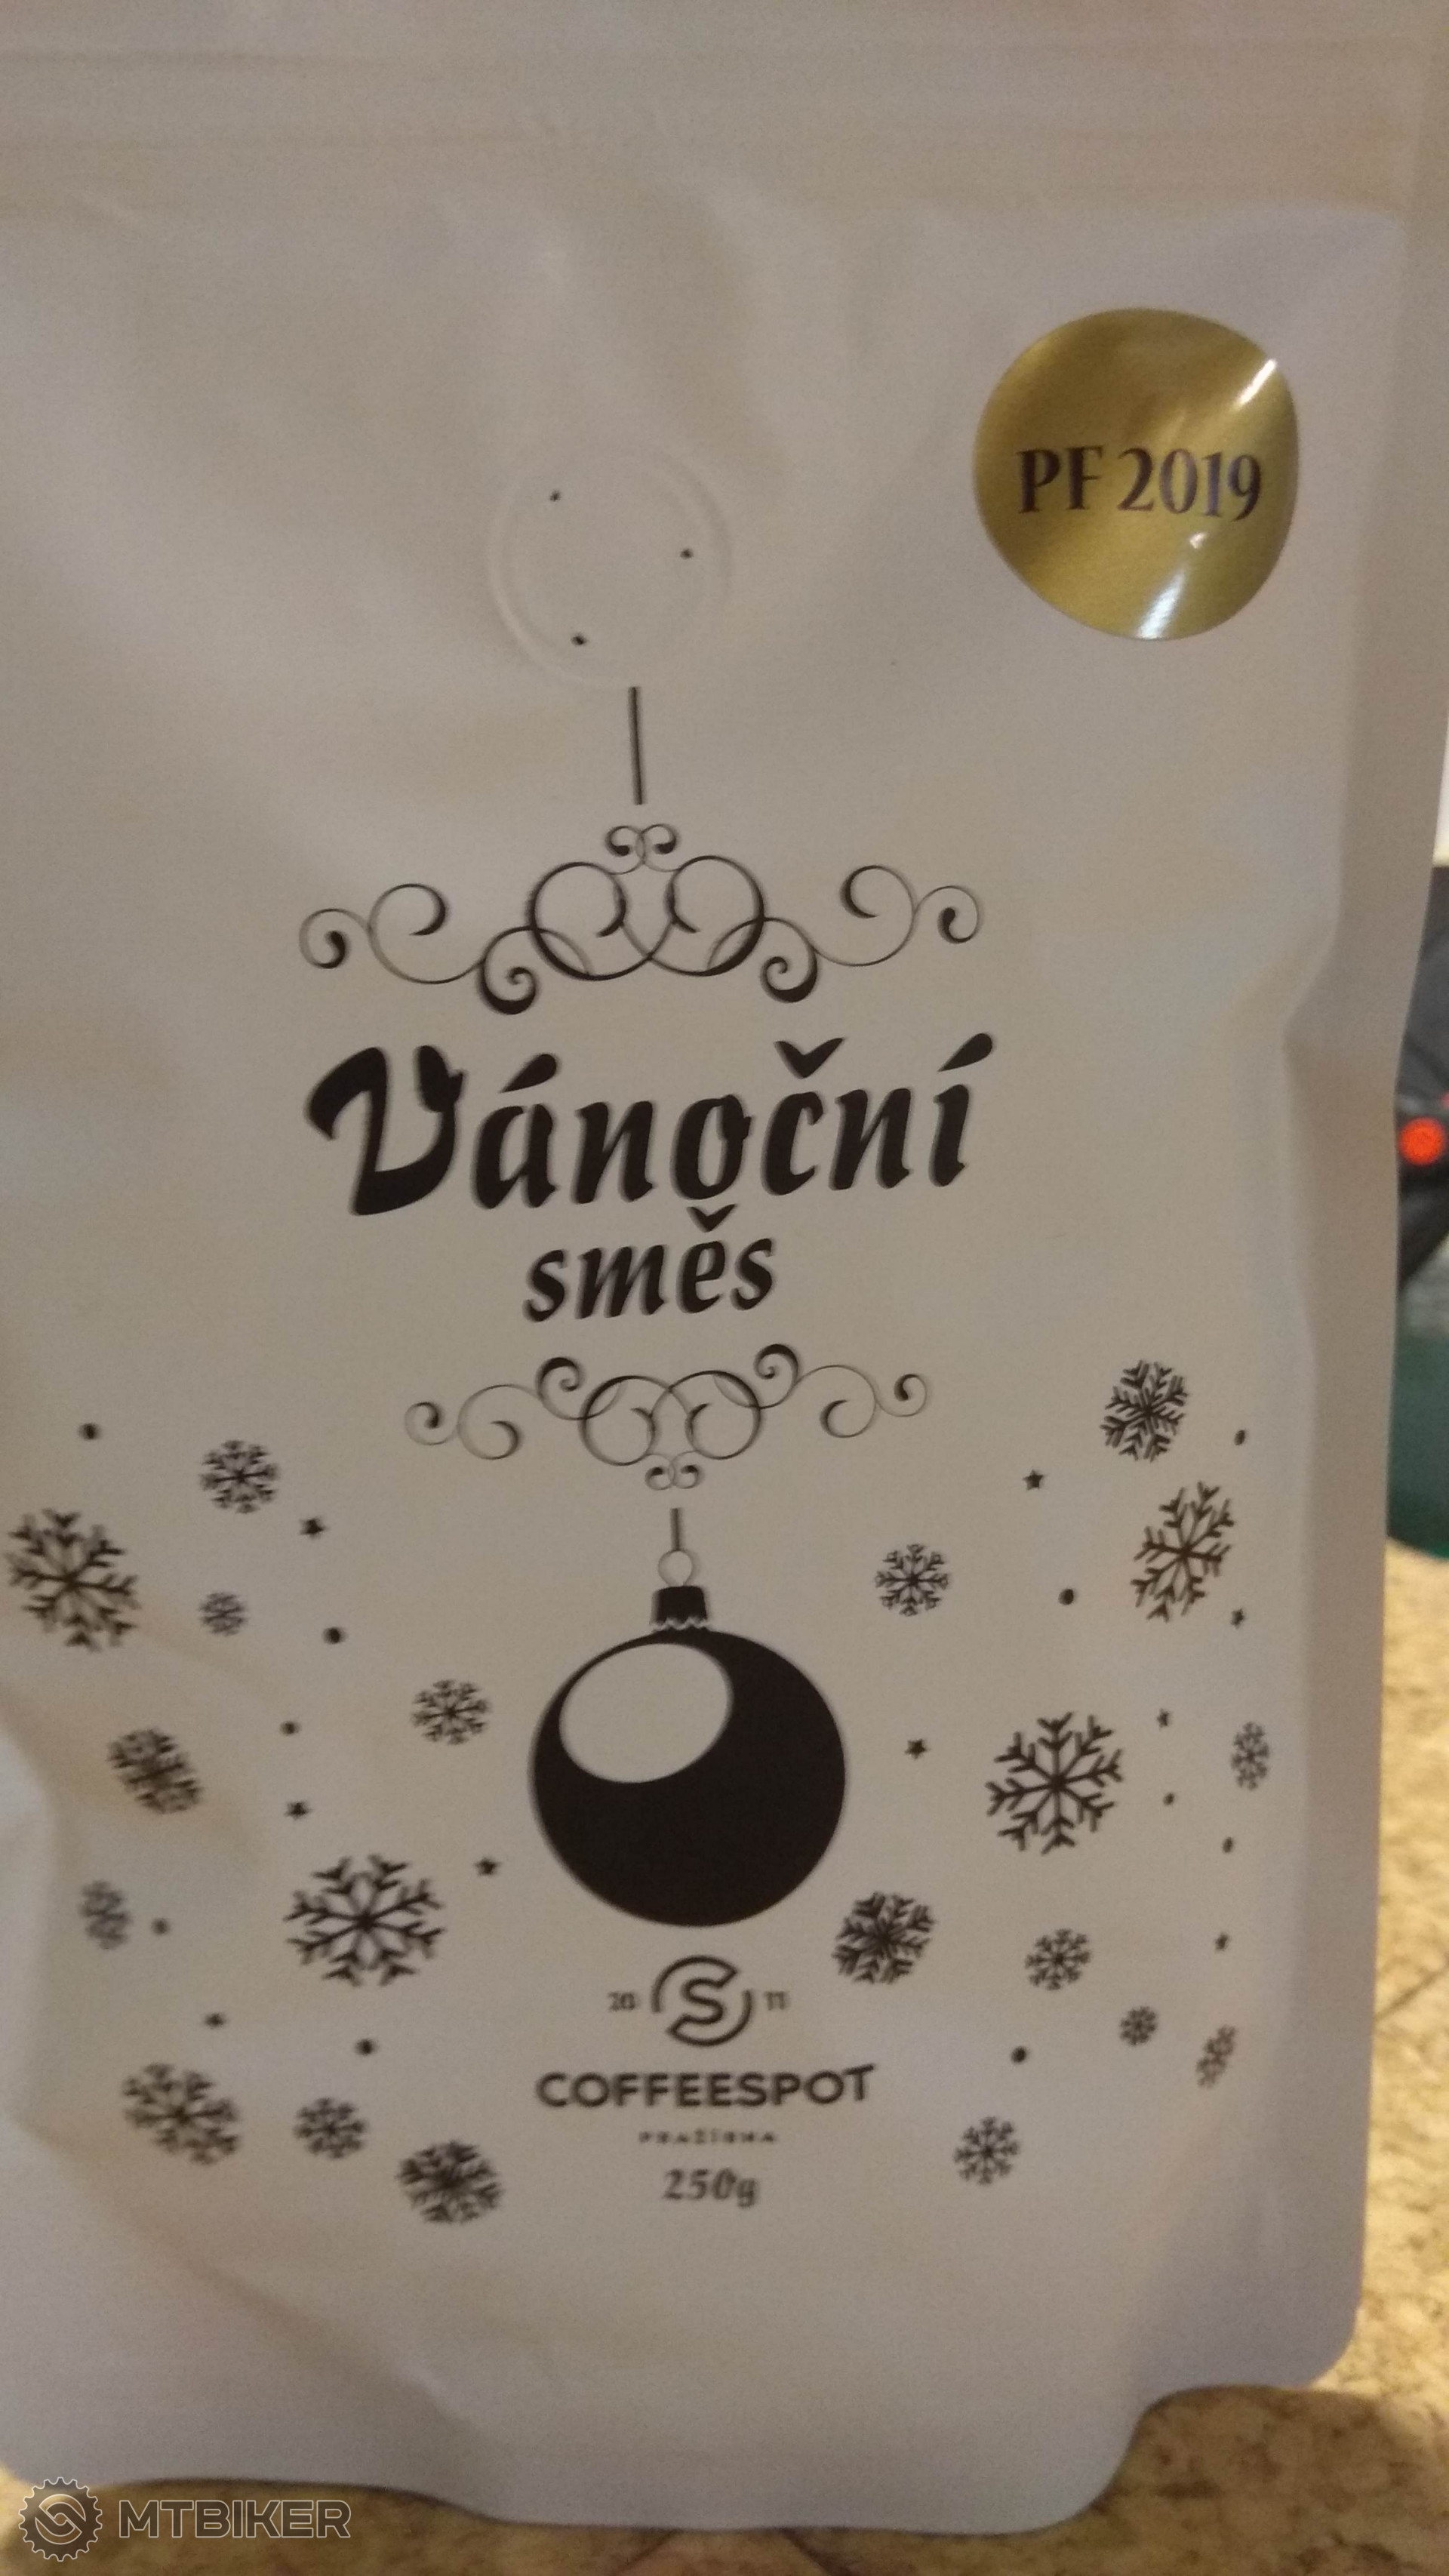 PF 2019
Vánoční
směs
20 S 11
COFFEESPOT
PRAŽÍRNA
250g
MTBIKER